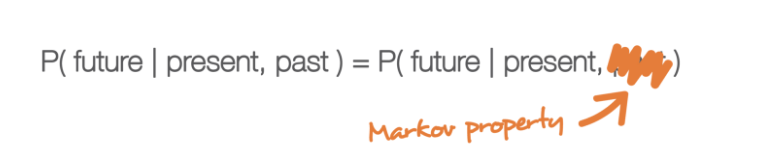 P( future | present, past ) = P( future | present, )
Markov property